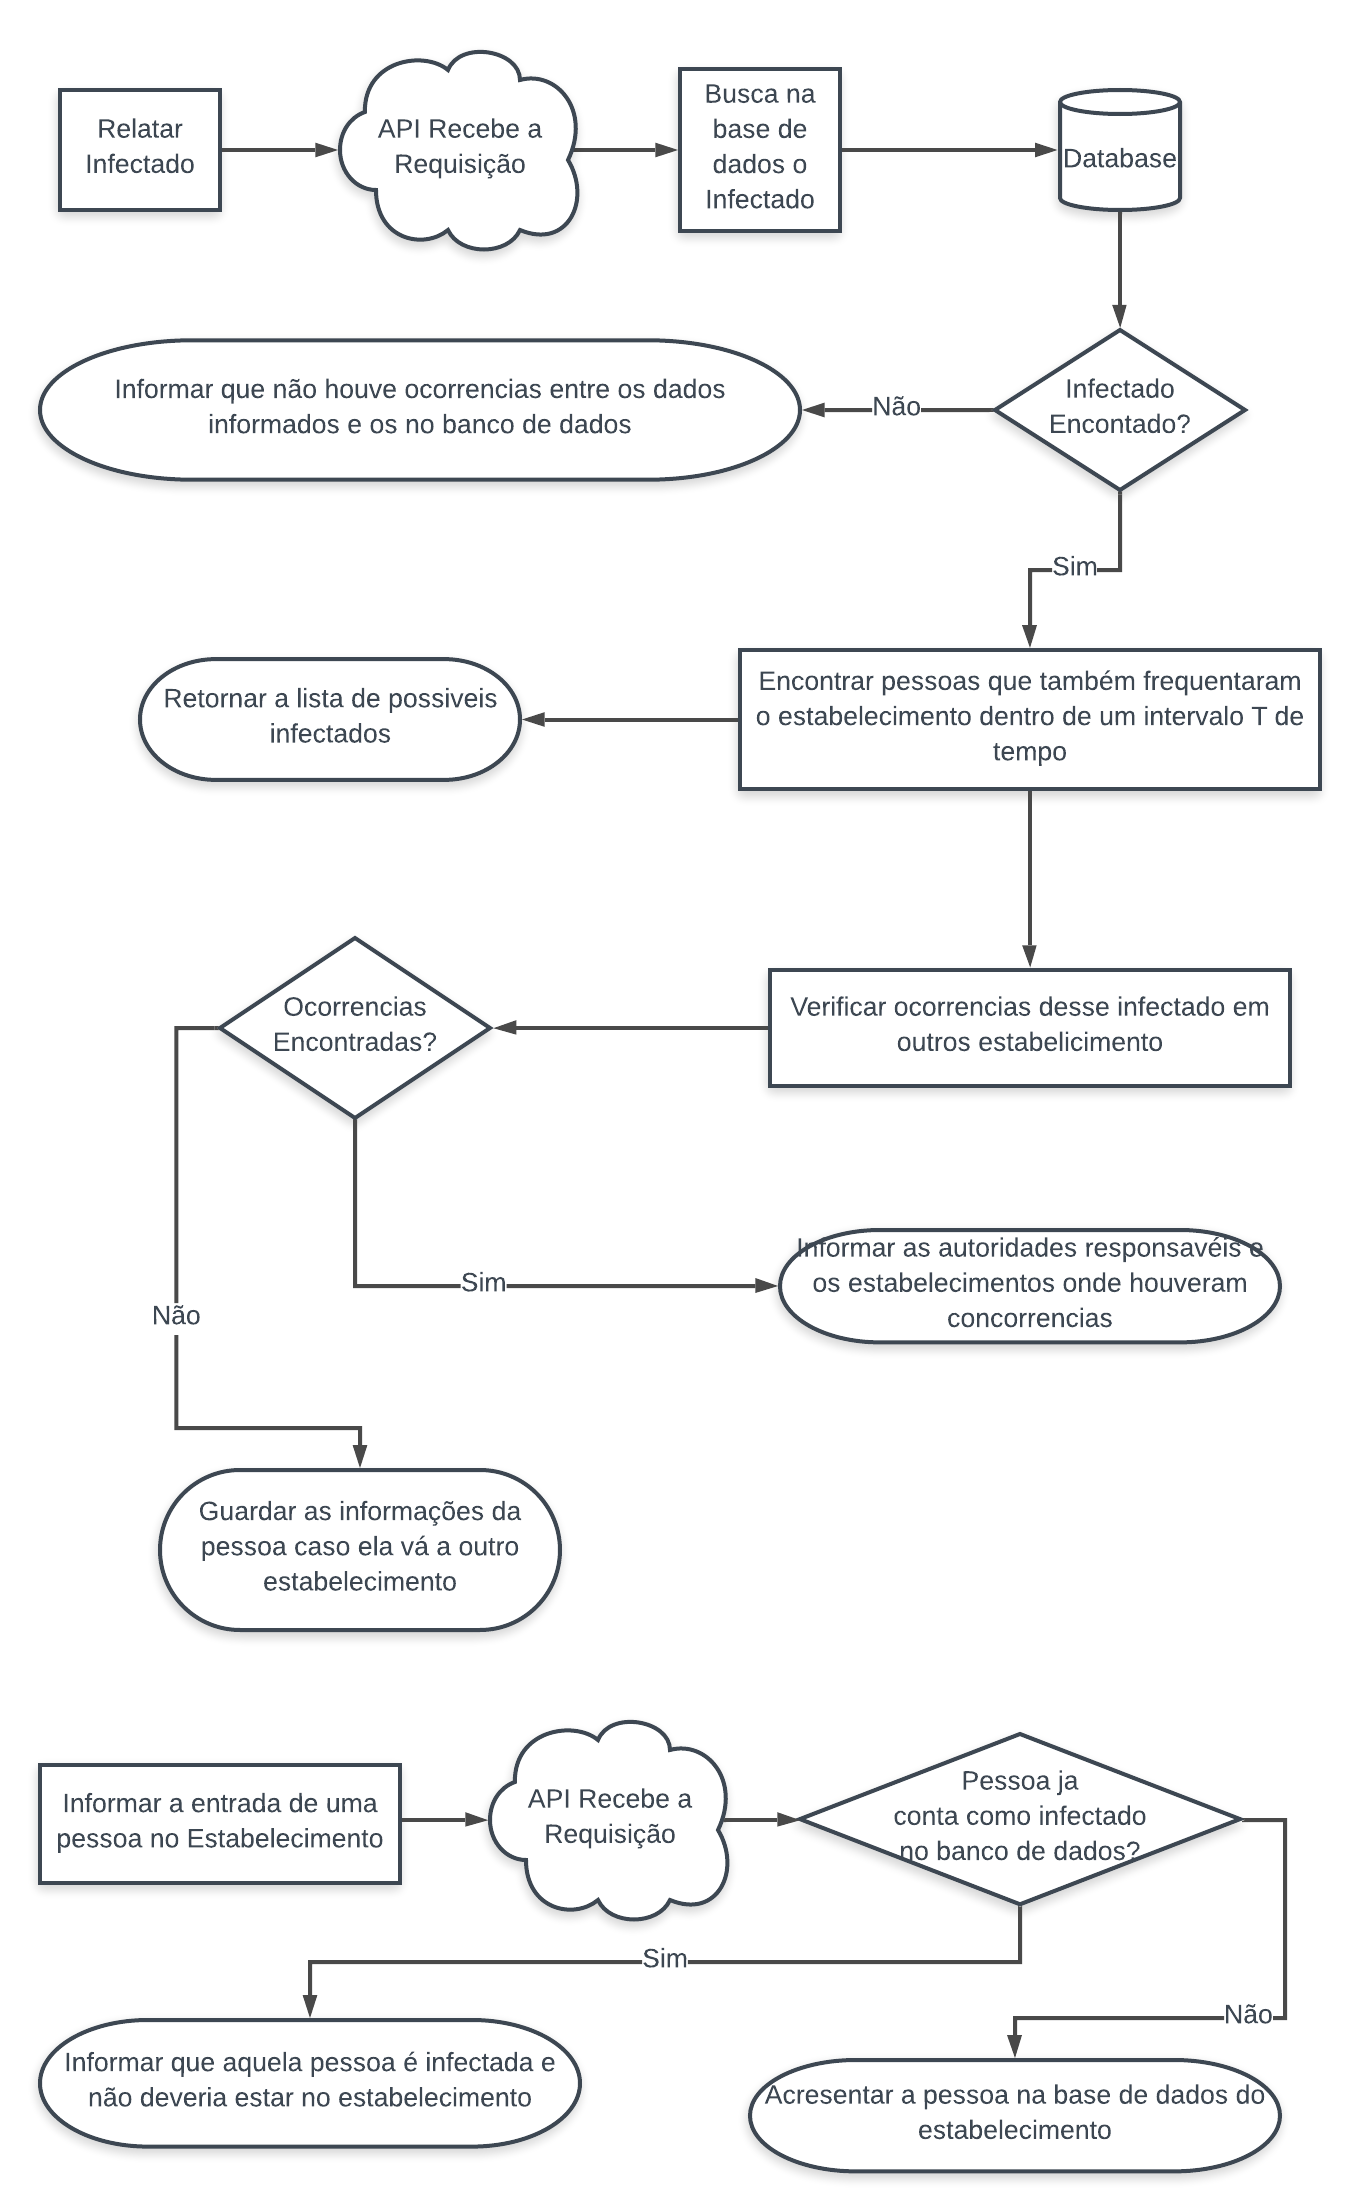 Relatar
Infectado
API Recebe a
Requisição
Busca na
base de
dados o
Infectado
Database
Informar que não houve ocorrencias entre os dados
informados e os no banco de dados
Não
Infectado
Encontado?
Sim
Retornar a lista de possiveis
infectados
Encontrar pessoas que também frequentaram
o estabelecimento dentro de um intervalo T de
tempo
Ocorrencias
Encontradas?
Verificar ocorrencias desse infectado em
outros estabelicimento
Sim
Informar as autoridades responsavéis e
os estabelecimentos onde houveram
concorrencias
Não
Guardar as informações da
pessoa caso ela vá a outro
estabelecimento
Informar a entrada de uma
pessoa no Estabelecimento
API Recebe a
Requisição
Pessoa ja
conta como infectado
no banco de dados?
Sim
Não
Informar que aquela pessoa é infectada e
não deveria estar no estabelecimento
Acresentar a pessoa na base de dados do
estabelecimento